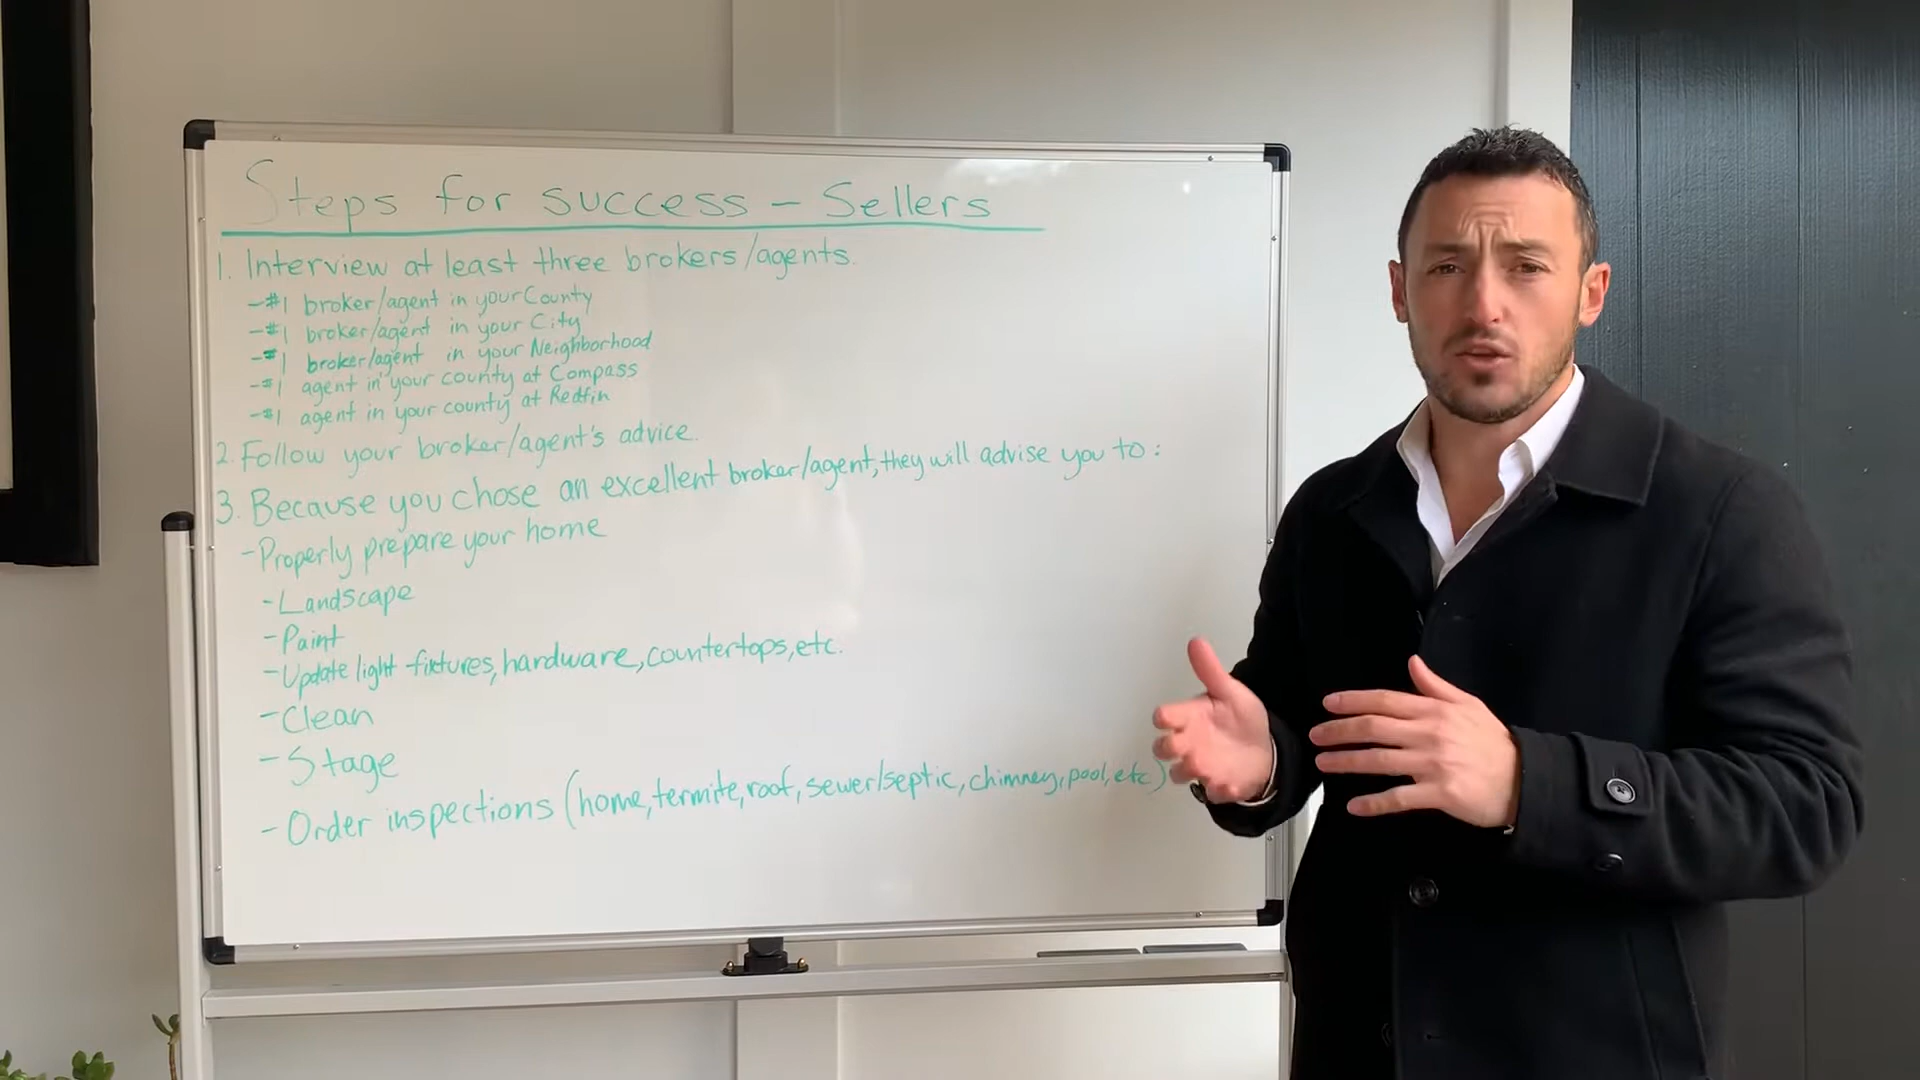 Steps for success - Sellers
1. Interview at least three brokers/agents.
-#1 broker/agent in your County
-#1 broker/agent in your City
-#1 broker/agent in your Neighborhood
-#1 agent in your county at Compass
-#1 agent in your county at Redfin
2. Follow your broker/agent's advice.
3. Because you chose an excellent broker/agent, they will advise you to:
-Properly prepare your home
-Landscape
-Paint
-Update light fixtures, hardware, countertops, etc.
-Clean
-Stage
-Order inspections (home, termite, roof, sewer/septic, chimney, pool, etc)